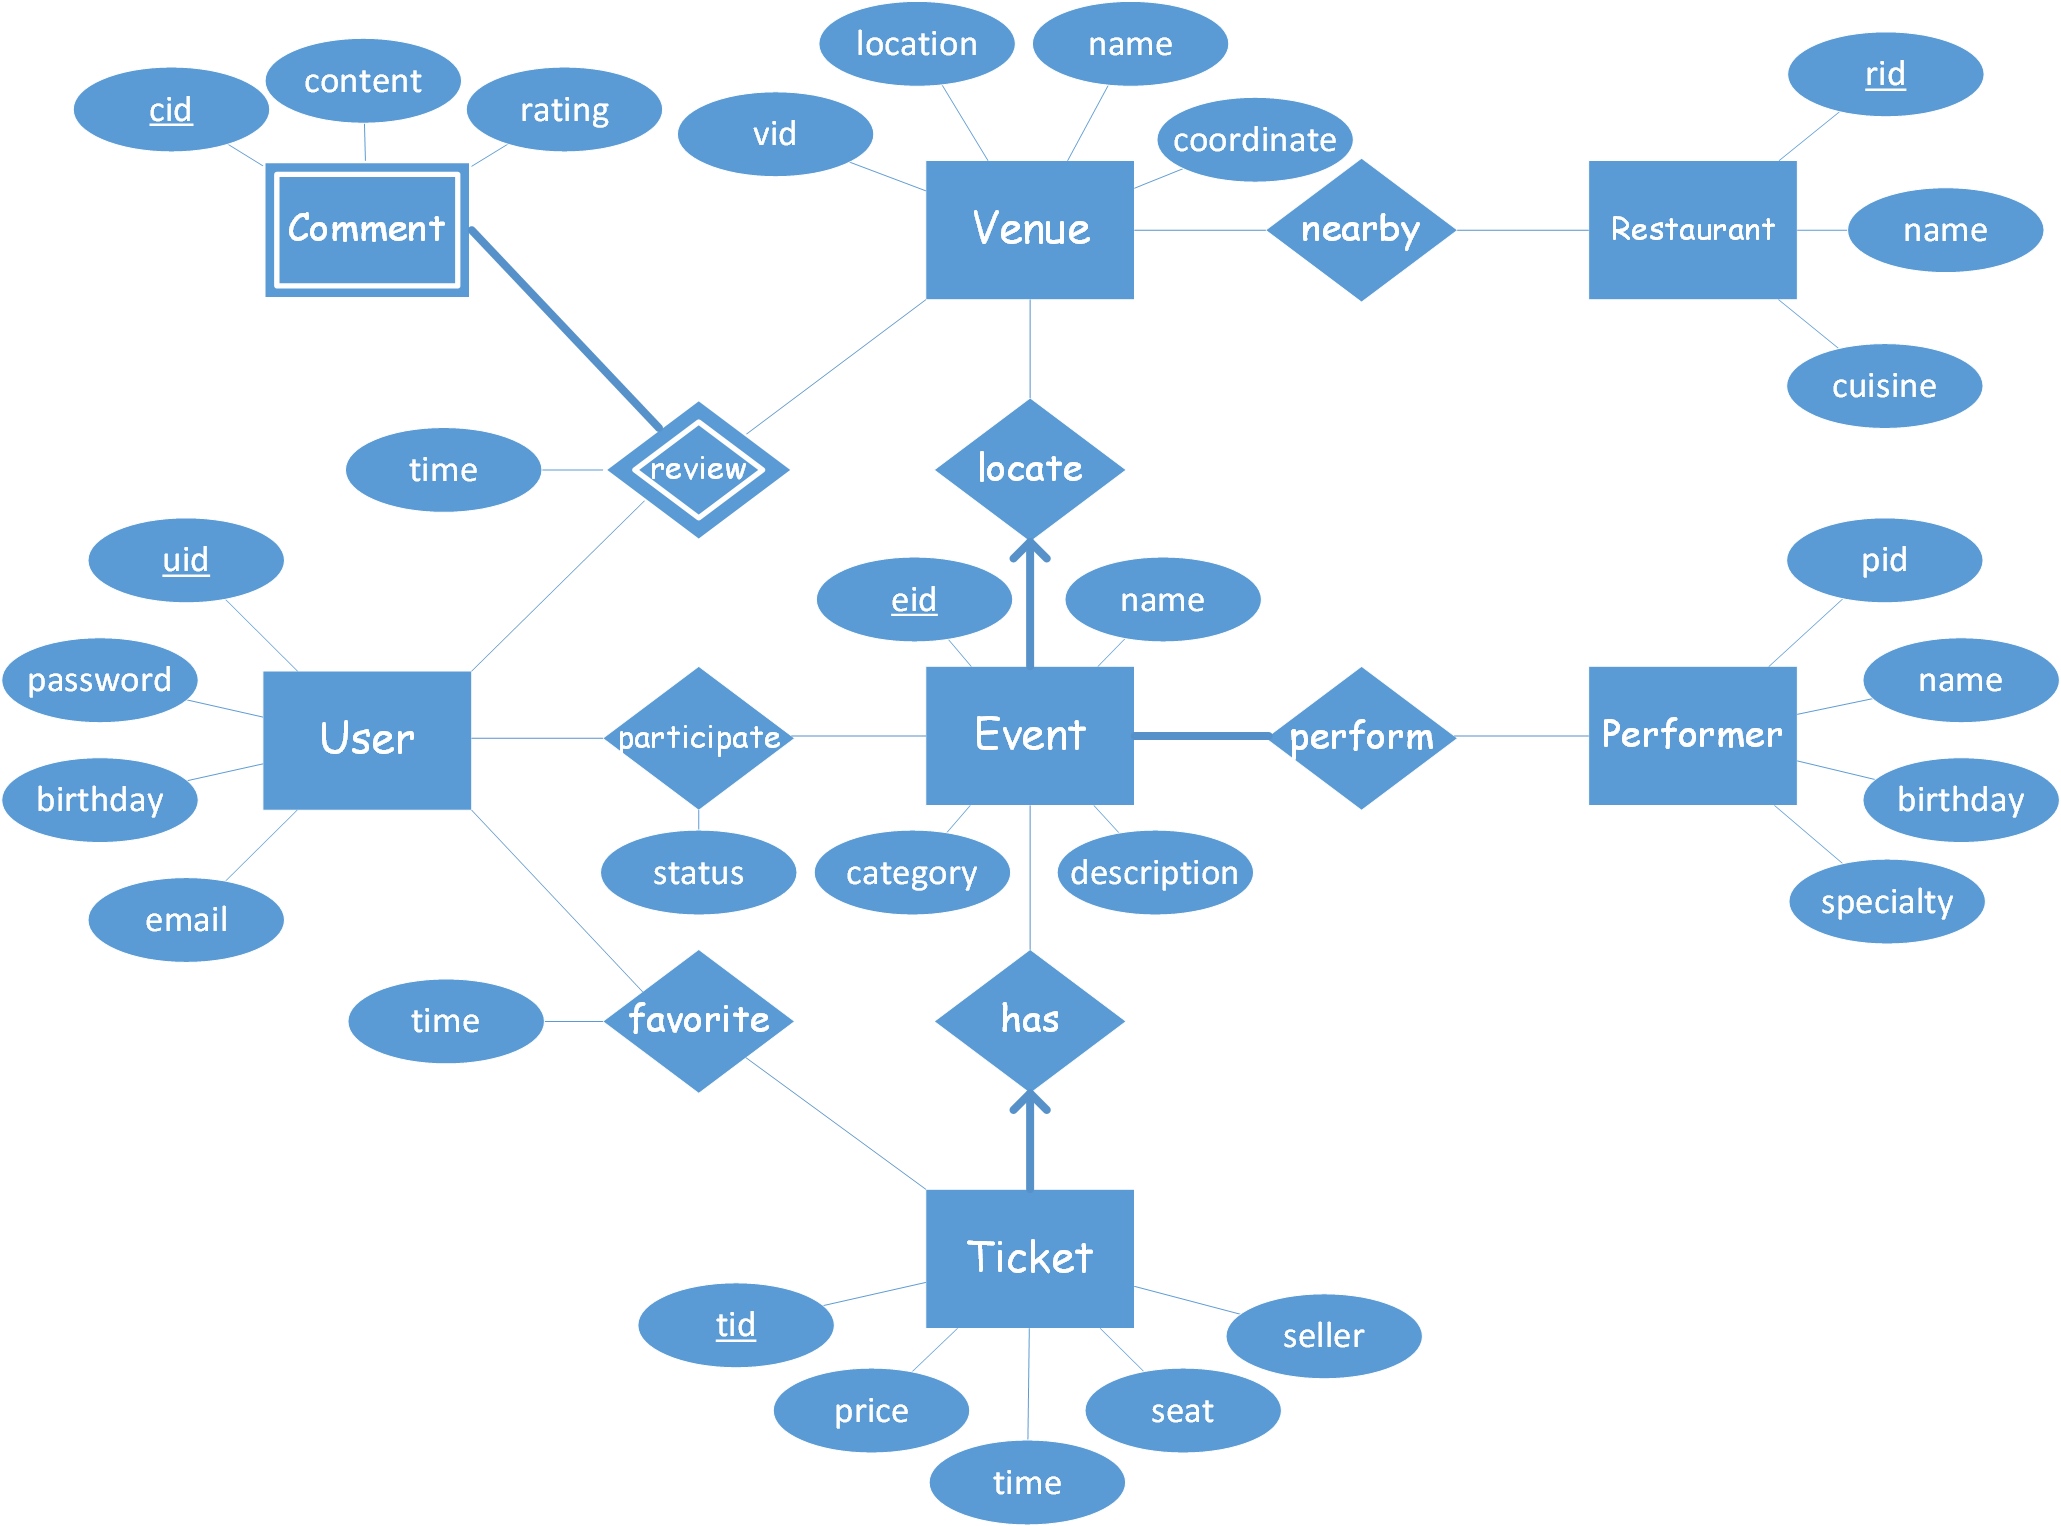 location
name
rid
content
cid
rating
vid
coordinate
Comment
Venue
nearby
Restaurant
name
cuisine
time
review
locate
uid
pid
eid
name
password
name
User
participate
Event
perform
Performer
birthday
birthday
status
category
description
specialty
email
time
favorite
has
Ticket
tid
seller
price
seat
time